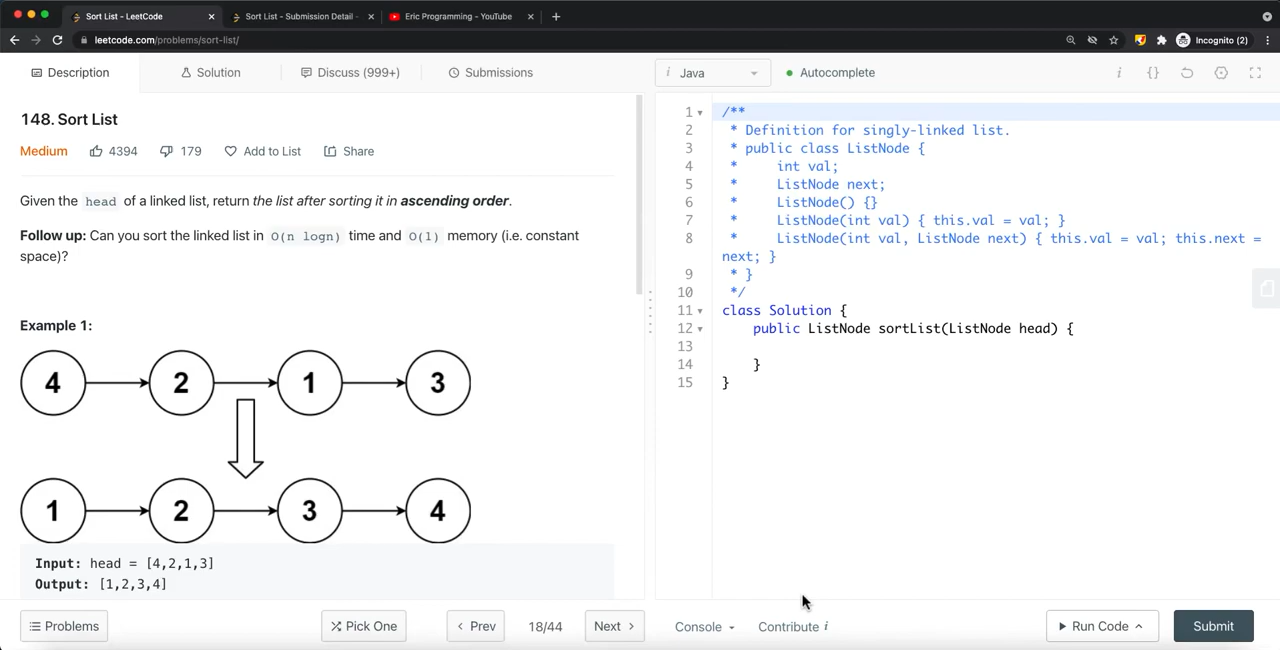 Sort List - LeetCode
Sort List - Submission Detail -
Eric Programming - YouTube
leetcode.com/problems/sort-list/
Incognito (2)
Description
Solution
Discuss (999+)
Submissions
i Java
Autocomplete
i {}
148. Sort List
Medium 4394 179 Add to List Share
Given the head of a linked list, return the list after sorting it in ascending order.
Follow up: Can you sort the linked list in O(n logn) time and O(1) memory (i.e. constant
space)?
Example 1:
4 2 1 3
1 2 3 4
Input: head = [4,2,1,3]
Output: [1,2,3,4]
1 /**
2 * Definition for singly-linked list.
3 * public class ListNode {
4 *     int val;
5 *     ListNode next;
6 *     ListNode() {}
7 *     ListNode(int val) { this.val = val; }
8 *     ListNode(int val, ListNode next) { this.val = val; this.next =
next; }
9 * }
10 */
11 class Solution {
12     public ListNode sortList(ListNode head) {
13
14     }
15 }
Problems
Pick One
< Prev
18/44
Next >
Console
Contribute i
Run Code
Submit